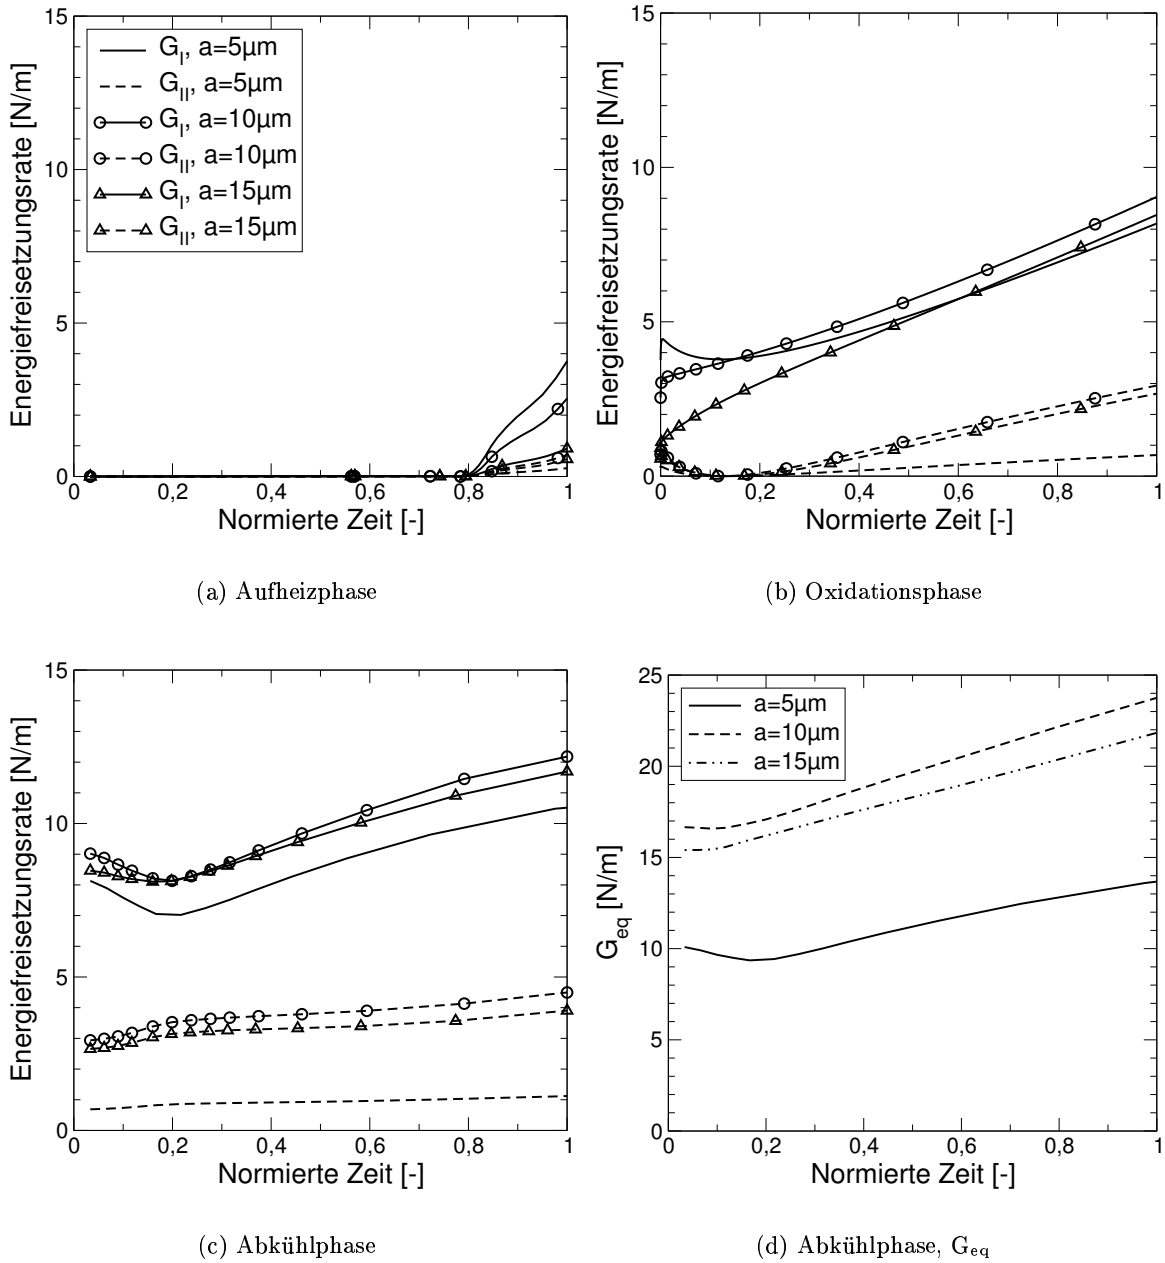 Energiefreisetzungsrate [N/m]
15
10
5
0
G_I, a=5µm
G_II, a=5µm
G_I, a=10µm
G_II, a=10µm
G_I, a=15µm
G_II, a=15µm
0 0,2 0,4 0,6 0,8 1
Normierte Zeit [-]
(a) Aufheizphase
Energiefreisetzungsrate [N/m]
15
10
5
0
0 0,2 0,4 0,6 0,8 1
Normierte Zeit [-]
(b) Oxidationsphase
Energiefreisetzungsrate [N/m]
15
10
5
0
0 0,2 0,4 0,6 0,8 1
Normierte Zeit [-]
(c) Abkühlphase
G_eq [N/m]
25
20
15
10
5
0
a=5µm
a=10µm
a=15µm
0 0,2 0,4 0,6 0,8 1
Normierte Zeit [-]
(d) Abkühlphase, G_eq